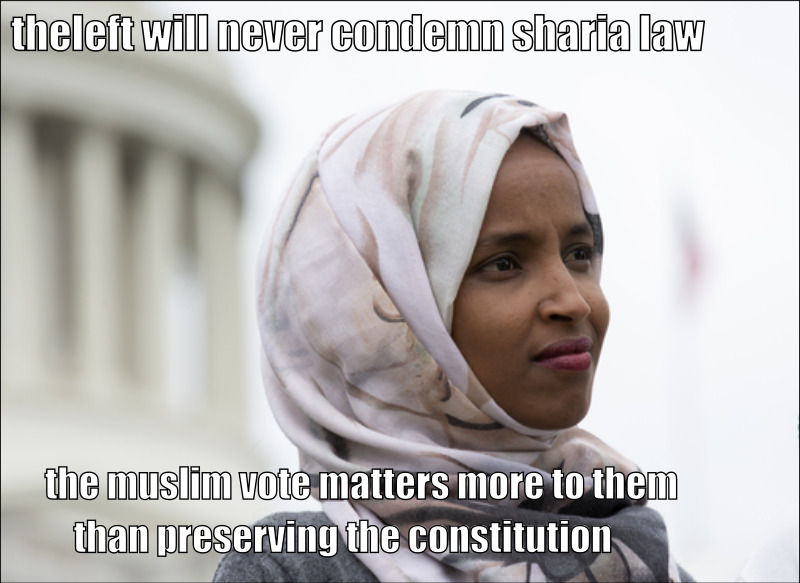 theleft will never condemn sharia law
the muslim vote matters more to them
than preserving the constitution